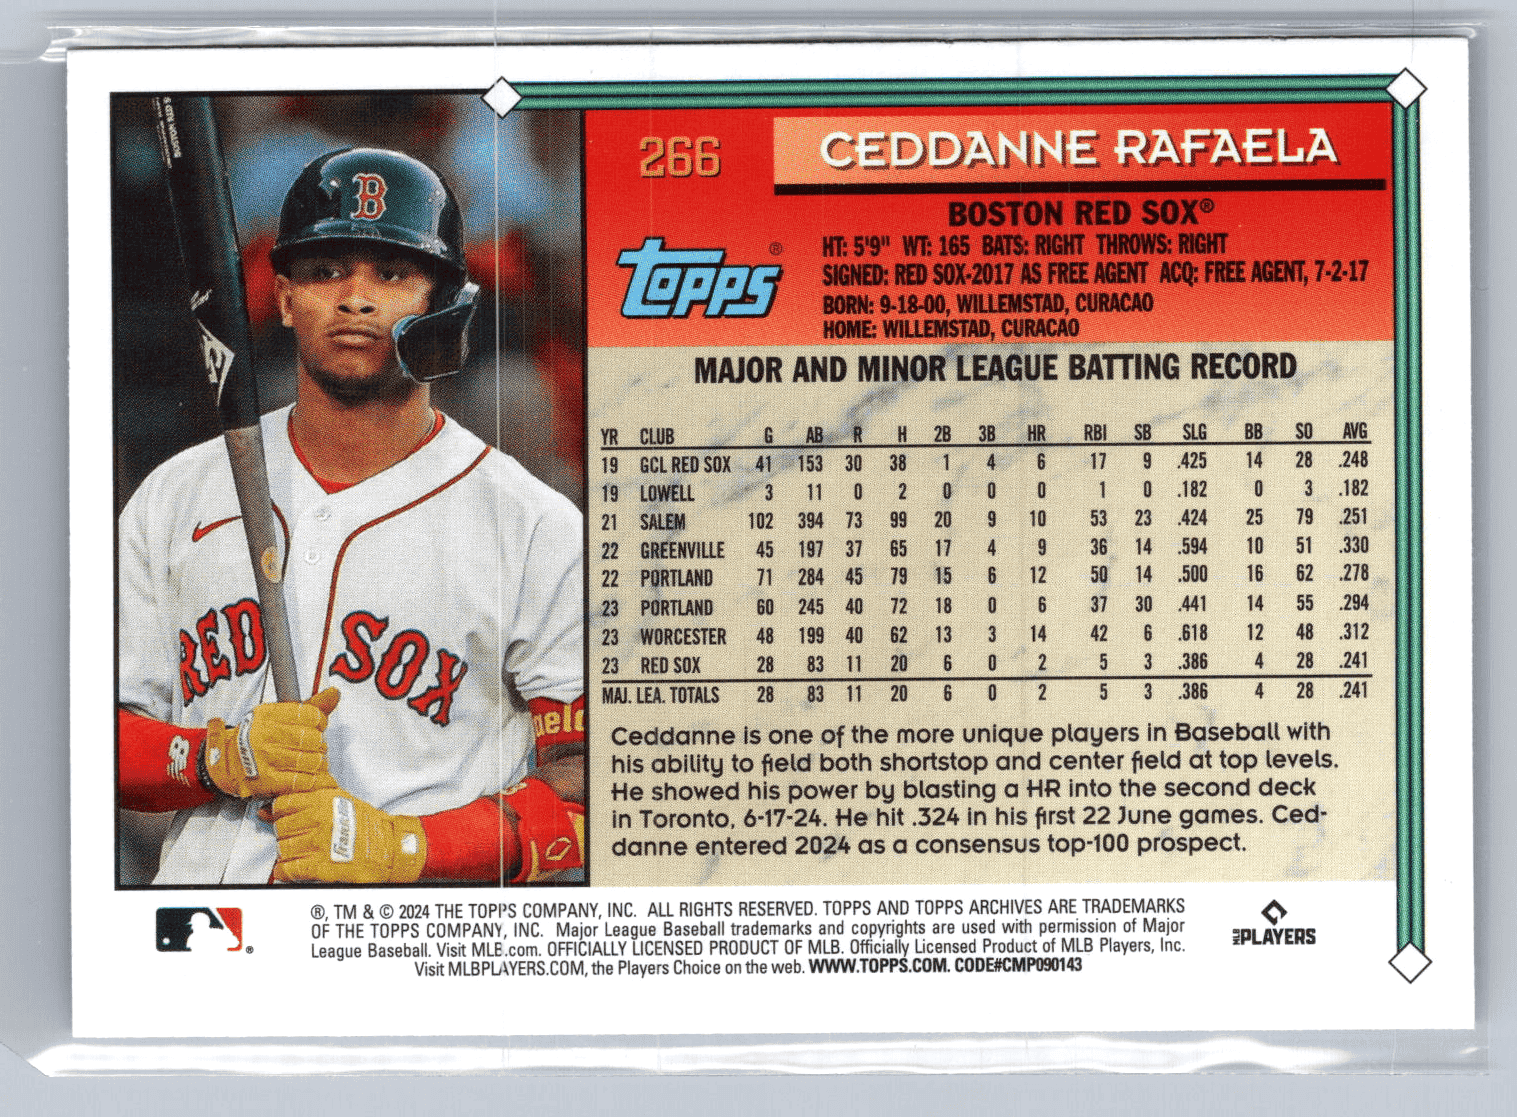 266
CEDDANNE RAFAELA
BOSTON RED SOX®
Topps®
HT: 5'9" WT: 165 BATS: RIGHT THROWS: RIGHT
SIGNED: RED SOX-2017 AS FREE AGENT ACQ: FREE AGENT, 7-2-17
BORN: 9-18-00, WILLEMSTAD, CURACAO
HOME: WILLEMSTAD, CURACAO
MAJOR AND MINOR LEAGUE BATTING RECORD
YR CLUB G AB R H 2B 3B HR RBI SB SLG BB SO AVG
19 GCL RED SOX 41 153 30 38 1 4 6 17 9 .425 14 28 .248
19 LOWELL 3 11 0 2 0 0 0 1 0 .182 0 3 .182
21 SALEM 102 394 73 99 20 9 10 53 23 .424 25 79 .251
22 GREENVILLE 45 197 37 65 17 4 9 36 14 .594 10 51 .330
22 PORTLAND 71 284 45 79 15 6 12 50 14 .500 16 62 .278
23 PORTLAND 60 245 40 72 18 0 6 37 30 .441 14 55 .294
23 WORCESTER 48 199 40 62 13 3 14 42 6 .618 12 48 .312
23 RED SOX 28 83 11 20 6 0 2 5 3 .386 4 28 .241
MAJ. LEA. TOTALS 28 83 11 20 6 0 2 5 3 .386 4 28 .241
Ceddanne is one of the more unique players in Baseball with
his ability to field both shortstop and center field at top levels.
He showed his power by blasting a HR into the second deck
in Toronto, 6-17-24. He hit .324 in his first 22 June games. Ced-
danne entered 2024 as a consensus top-100 prospect.
B
RED SOX
NB
Franklin
®, TM & © 2024 THE TOPPS COMPANY, INC. ALL RIGHTS RESERVED. TOPPS AND TOPPS ARCHIVES ARE TRADEMARKS
OF THE TOPPS COMPANY, INC. Major League Baseball trademarks and copyrights are used with permission of Major
League Baseball. Visit MLB.com. OFFICIALLY LICENSED PRODUCT OF MLB. Officially Licensed Product of MLB Players, Inc.
Visit MLBPLAYERS.COM, the Players Choice on the web. WWW.TOPPS.COM. CODE#CMP090143
®
MLB PLAYERS